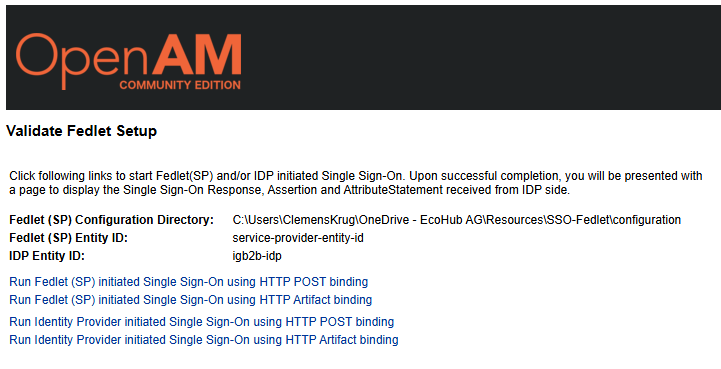 OpenAM
COMMUNITY EDITION
Validate Fedlet Setup
Click following links to start Fedlet(SP) and/or IDP initiated Single Sign-On. Upon successful completion, you will be presented with
a page to display the Single Sign-On Response, Assertion and AttributeStatement received from IDP side.
Fedlet (SP) Configuration Directory: C:\Users\ClemensKrug\OneDrive - EcoHub AG\Resources\SSO-Fedlet\configuration
Fedlet (SP) Entity ID: service-provider-entity-id
IDP Entity ID: igb2b-idp
Run Fedlet (SP) initiated Single Sign-On using HTTP POST binding
Run Fedlet (SP) initiated Single Sign-On using HTTP Artifact binding
Run Identity Provider initiated Single Sign-On using HTTP POST binding
Run Identity Provider initiated Single Sign-On using HTTP Artifact binding